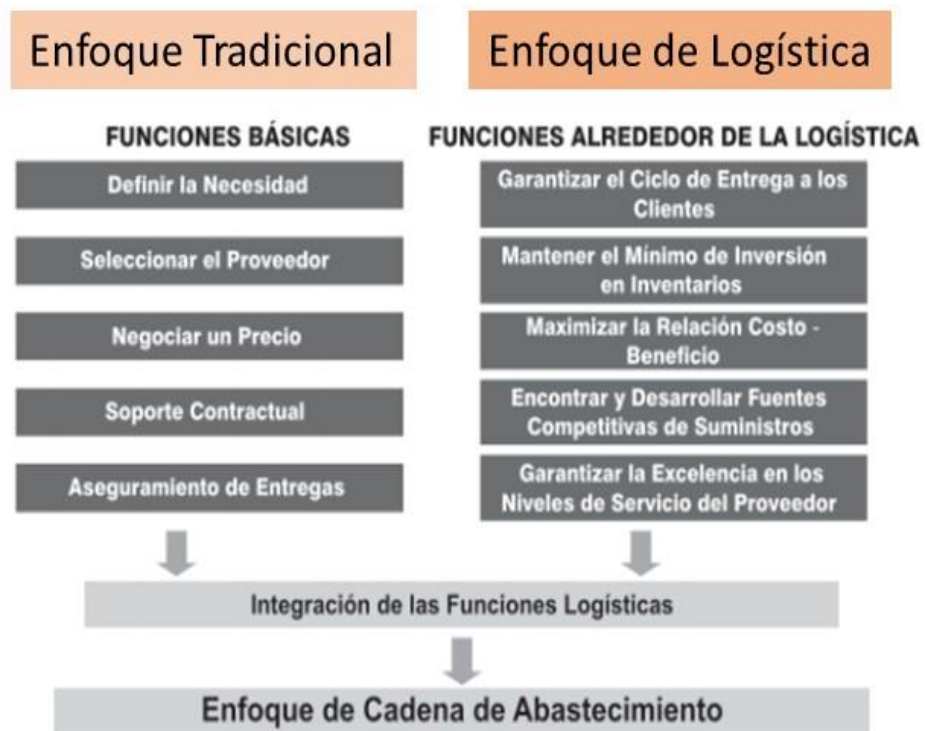 Enfoque Tradicional
Enfoque de Logística
FUNCIONES BÁSICAS
Definir la Necesidad
Seleccionar el Proveedor
Negociar un Precio
Soporte Contractual
Aseguramiento de Entregas
FUNCIONES ALREDEDOR DE LA LOGÍSTICA
Garantizar el Ciclo de Entrega a los
Clientes
Mantener el Mínimo de Inversión
en Inventarios
Maximizar la Relación Costo -
Beneficio
Encontrar y Desarrollar Fuentes
Competitivas de Suministros
Garantizar la Excelencia en los
Niveles de Servicio del Proveedor
Integración de las Funciones Logísticas
Enfoque de Cadena de Abastecimiento